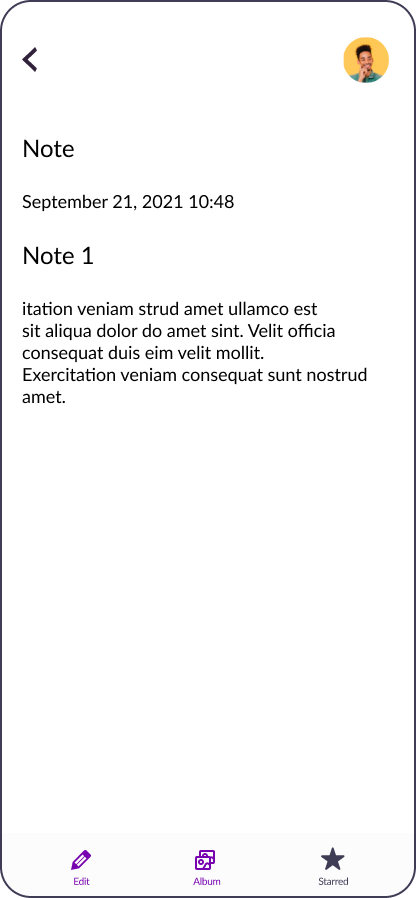 Note
September 21, 2021 10:48
Note 1
itation veniam strud amet ullamco est
sit aliqua dolor do amet sint. Velit officia
consequat duis eim velit mollit.
Exercitation veniam consequat sunt nostrud
amet.
Edit
Album
Starred